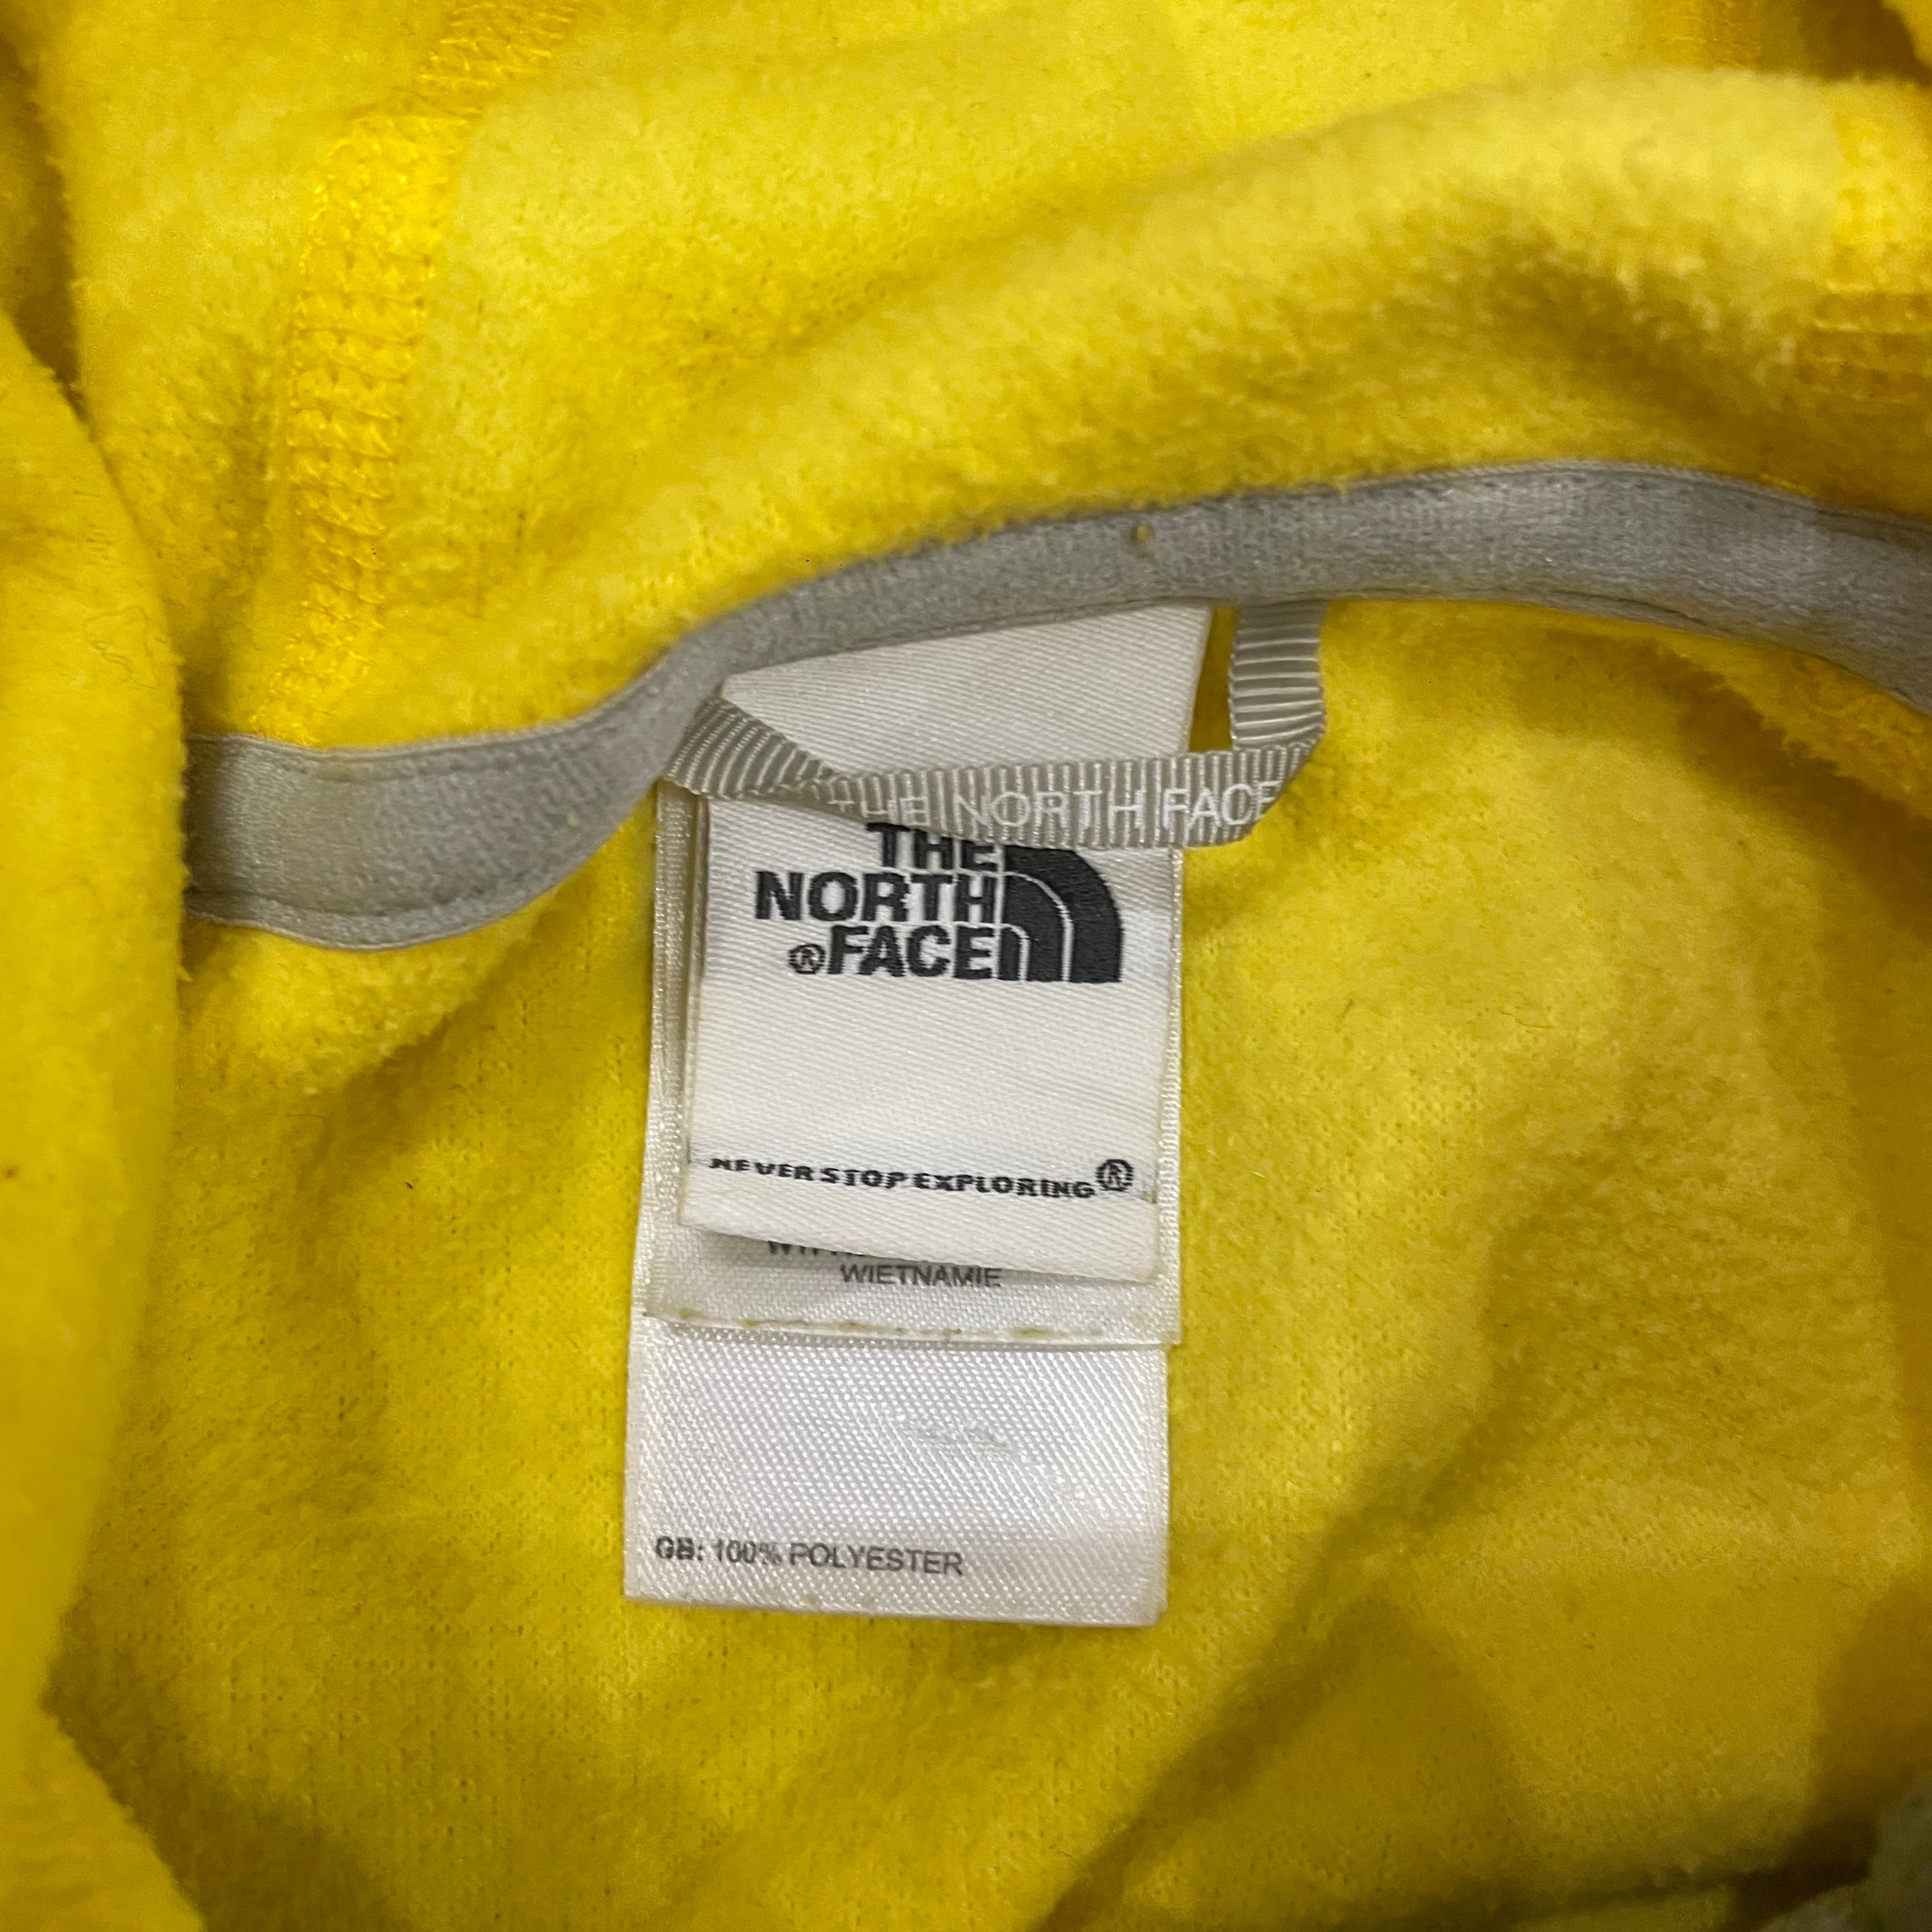 THE NORTH FACE
THE
NORTH
®FACE
NEVER STOP EXPLORING®
WIETNAMIE
GB: 100% POLYESTER